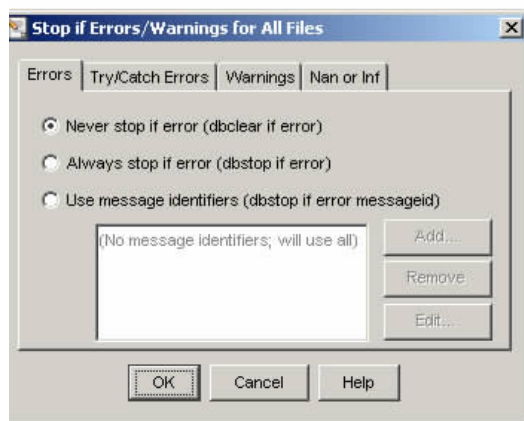 Stop if Errors/Warnings for All Files
Errors Try/Catch Errors Warnings Nan or Inf
Never stop if error (dbclear if error)
Always stop if error (dbstop if error)
Use message identifiers (dbstop if error messageid)
(No message identifiers; will use all)
Add...
Remove
Edit...
OK Cancel Help